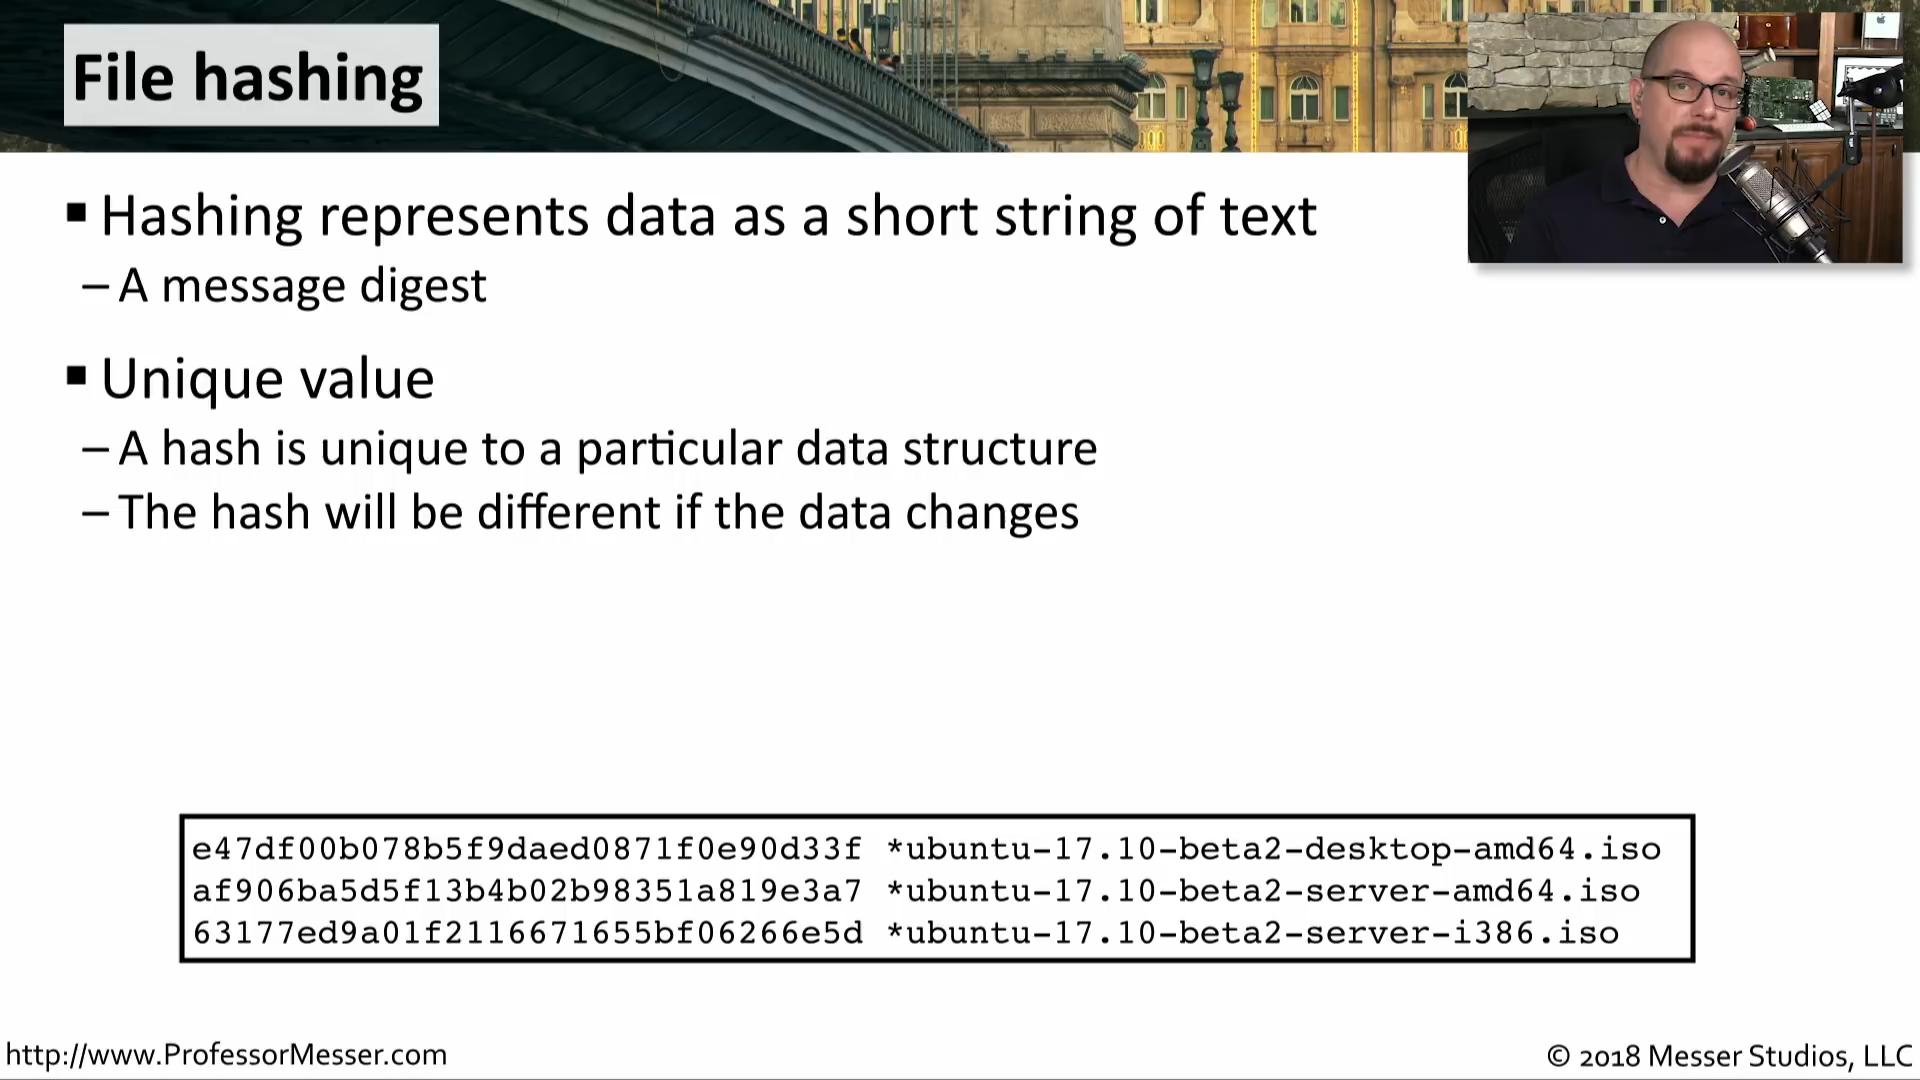 File hashing
▪ Hashing represents data as a short string of text
– A message digest
▪ Unique value
– A hash is unique to a particular data structure
– The hash will be different if the data changes
e47df00b078b5f9daed0871f0e90d33f *ubuntu-17.10-beta2-desktop-amd64.iso
af906ba5d5f13b4b02b98351a819e3a7 *ubuntu-17.10-beta2-server-amd64.iso
63177ed9a01f2116671655bf06266e5d *ubuntu-17.10-beta2-server-i386.iso
http://www.ProfessorMesser.com
© 2018 Messer Studios, LLC